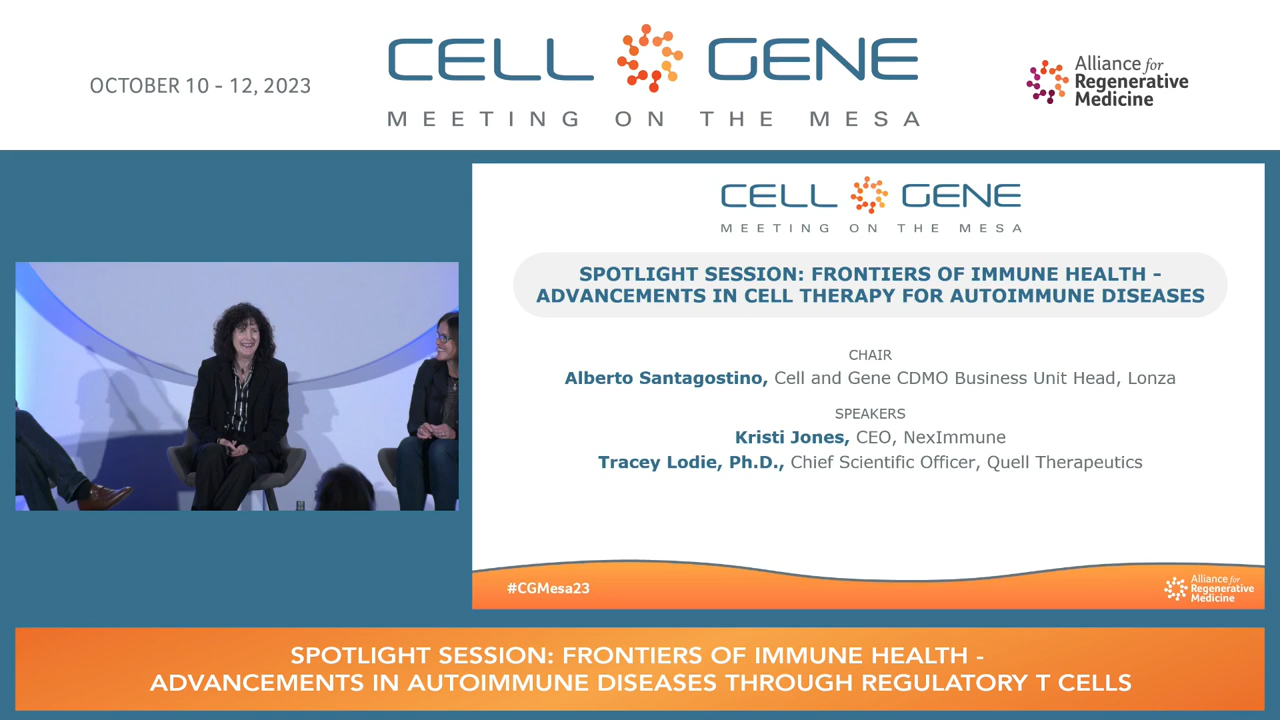 OCTOBER 10 - 12, 2023
CELL GENE
MEETING ON THE MESA
Alliance for
Regenerative
Medicine
CELL GENE
MEETING ON THE MESA
SPOTLIGHT SESSION: FRONTIERS OF IMMUNE HEALTH -
ADVANCEMENTS IN CELL THERAPY FOR AUTOIMMUNE DISEASES
CHAIR
Alberto Santagostino, Cell and Gene CDMO Business Unit Head, Lonza
SPEAKERS
Kristi Jones, CEO, NexImmune
Tracey Lodie, Ph.D., Chief Scientific Officer, Quell Therapeutics
#CGMesa23
Alliance for
Regenerative
Medicine
SPOTLIGHT SESSION: FRONTIERS OF IMMUNE HEALTH -
ADVANCEMENTS IN AUTOIMMUNE DISEASES THROUGH REGULATORY T CELLS